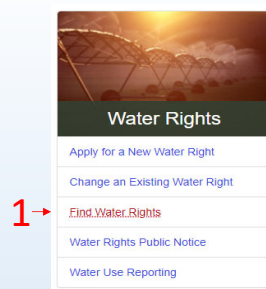 Water Rights
Apply for a New Water Right
Change an Existing Water Right
1 Find Water Rights
Water Rights Public Notice
Water Use Reporting